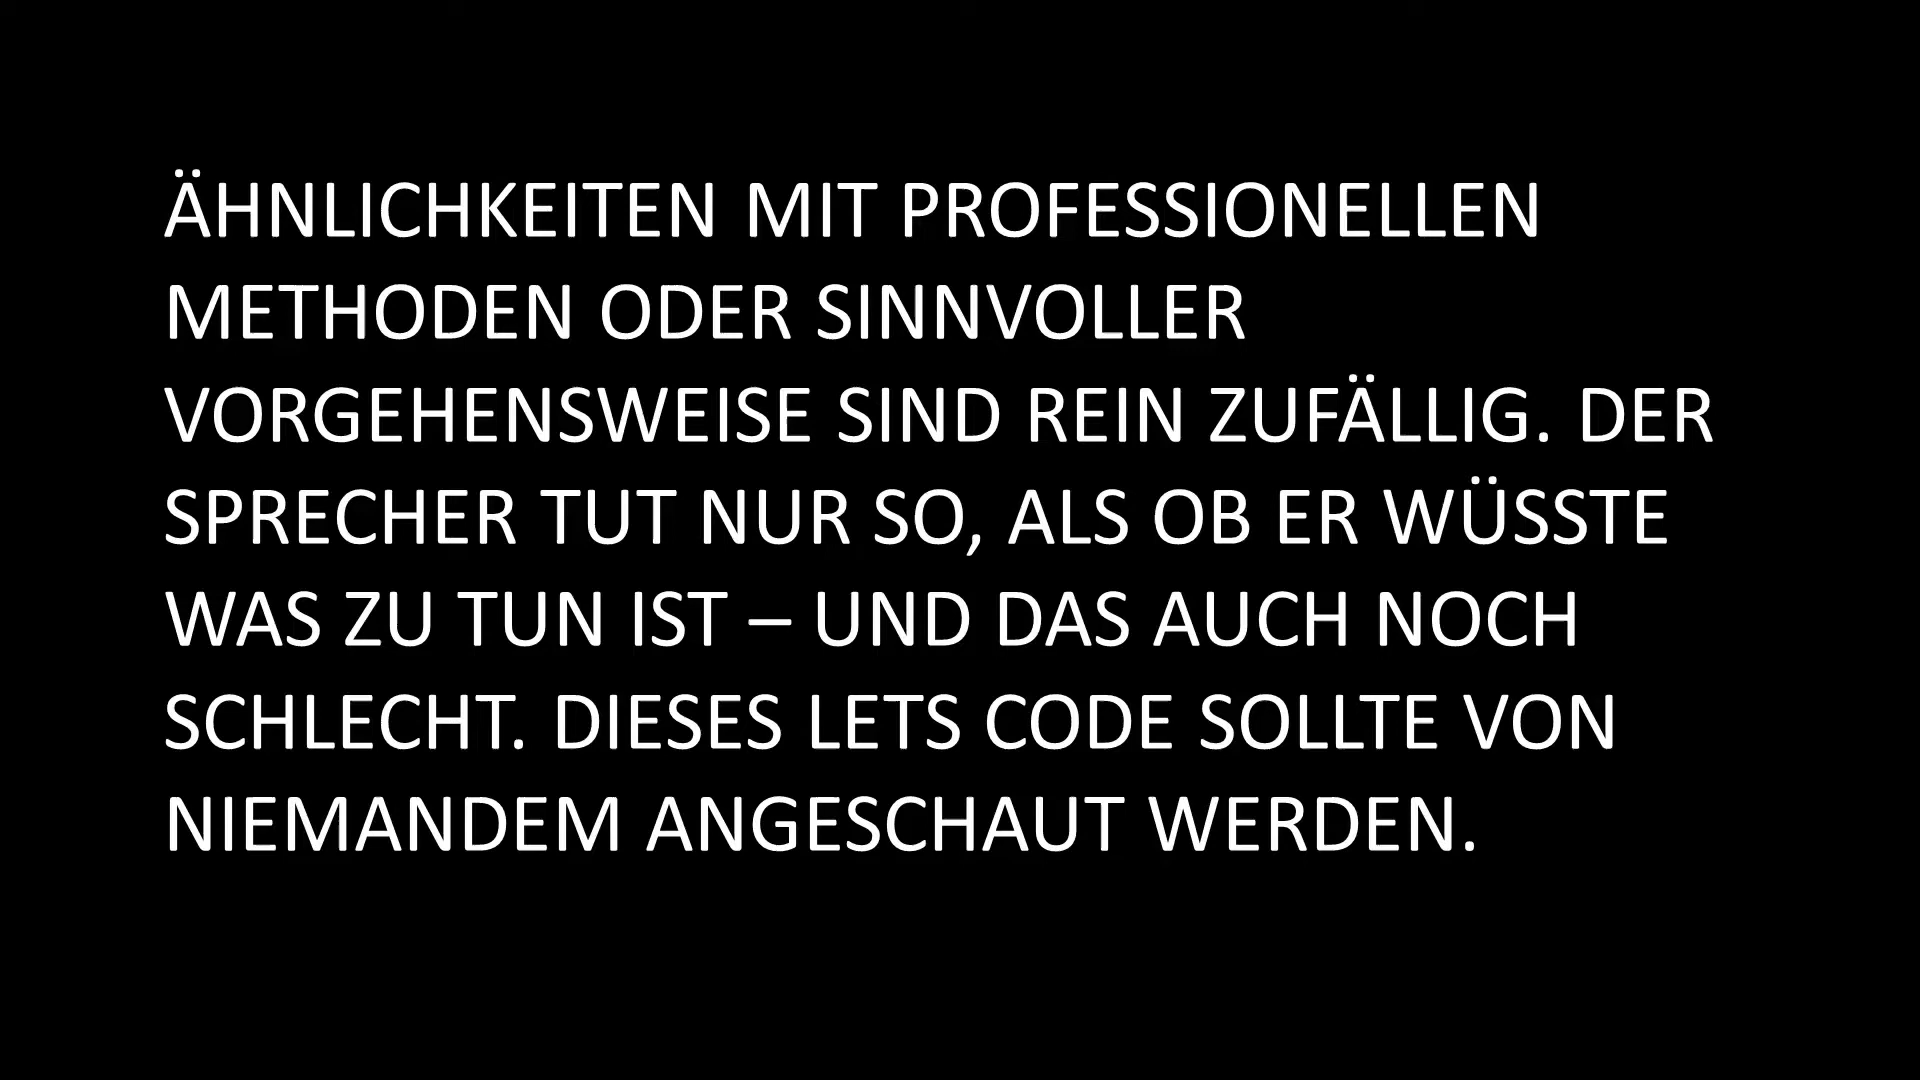 ÄHNLICHKEITEN MIT PROFESSIONELLEN
METHODEN ODER SINNVOLLER
VORGEHENSWEISE SIND REIN ZUFÄLLIG. DER
SPRECHER TUT NUR SO, ALS OB ER WÜSSTE
WAS ZU TUN IST – UND DAS AUCH NOCH
SCHLECHT. DIESES LETS CODE SOLLTE VON
NIEMANDEM ANGESCHAUT WERDEN.